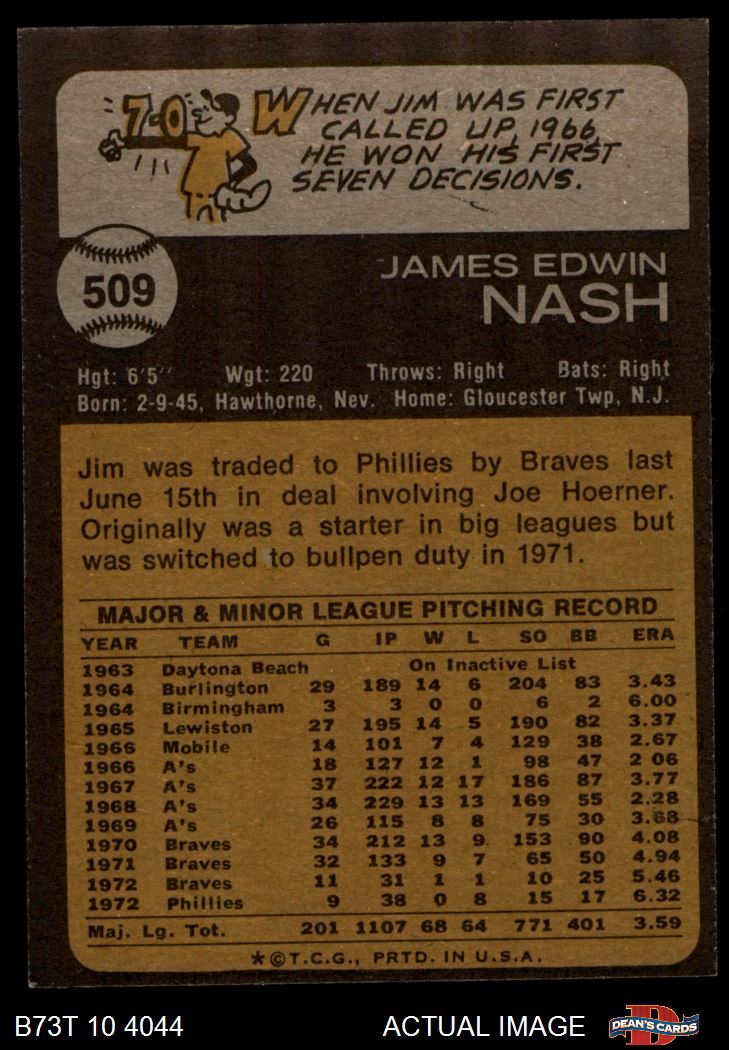 7-0
WHEN JIM WAS FIRST
CALLED UP, 1966,
HE WON HIS FIRST
SEVEN DECISIONS.
509
JAMES EDWIN
NASH
Hgt: 6'5" Wgt: 220 Throws: Right Bats: Right
Born: 2-9-45, Hawthorne, Nev. Home: Gloucester Twp, N.J.
Jim was traded to Phillies by Braves last
June 15th in deal involving Joe Hoerner.
Originally was a starter in big leagues but
was switched to bullpen duty in 1971.
MAJOR & MINOR LEAGUE PITCHING RECORD
YEAR TEAM G IP W L SO BB ERA
1963 Daytona Beach On Inactive List
1964 Burlington 29 189 14 6 204 83 3.43
1964 Birmingham 3 3 0 0 6 2 6.00
1965 Lewiston 27 195 14 5 190 82 3.37
1966 Mobile 14 101 7 4 129 38 2.67
1966 A's 18 127 12 1 98 47 2 06
1967 A's 37 222 12 17 186 87 3.77
1968 A's 34 229 13 13 169 55 2.28
1969 A's 26 115 8 8 75 30 3.68
1970 Braves 34 212 13 9 153 90 4.08
1971 Braves 32 133 9 7 65 50 4.94
1972 Braves 11 31 1 1 10 25 5.46
1972 Phillies 9 38 0 8 15 17 6.32
Maj. Lg. Tot. 201 1107 68 64 771 401 3.59
*©T.C.G., PRTD. IN U.S.A.
B73T 10 4044 ACTUAL IMAGE DEAN'S CARDS